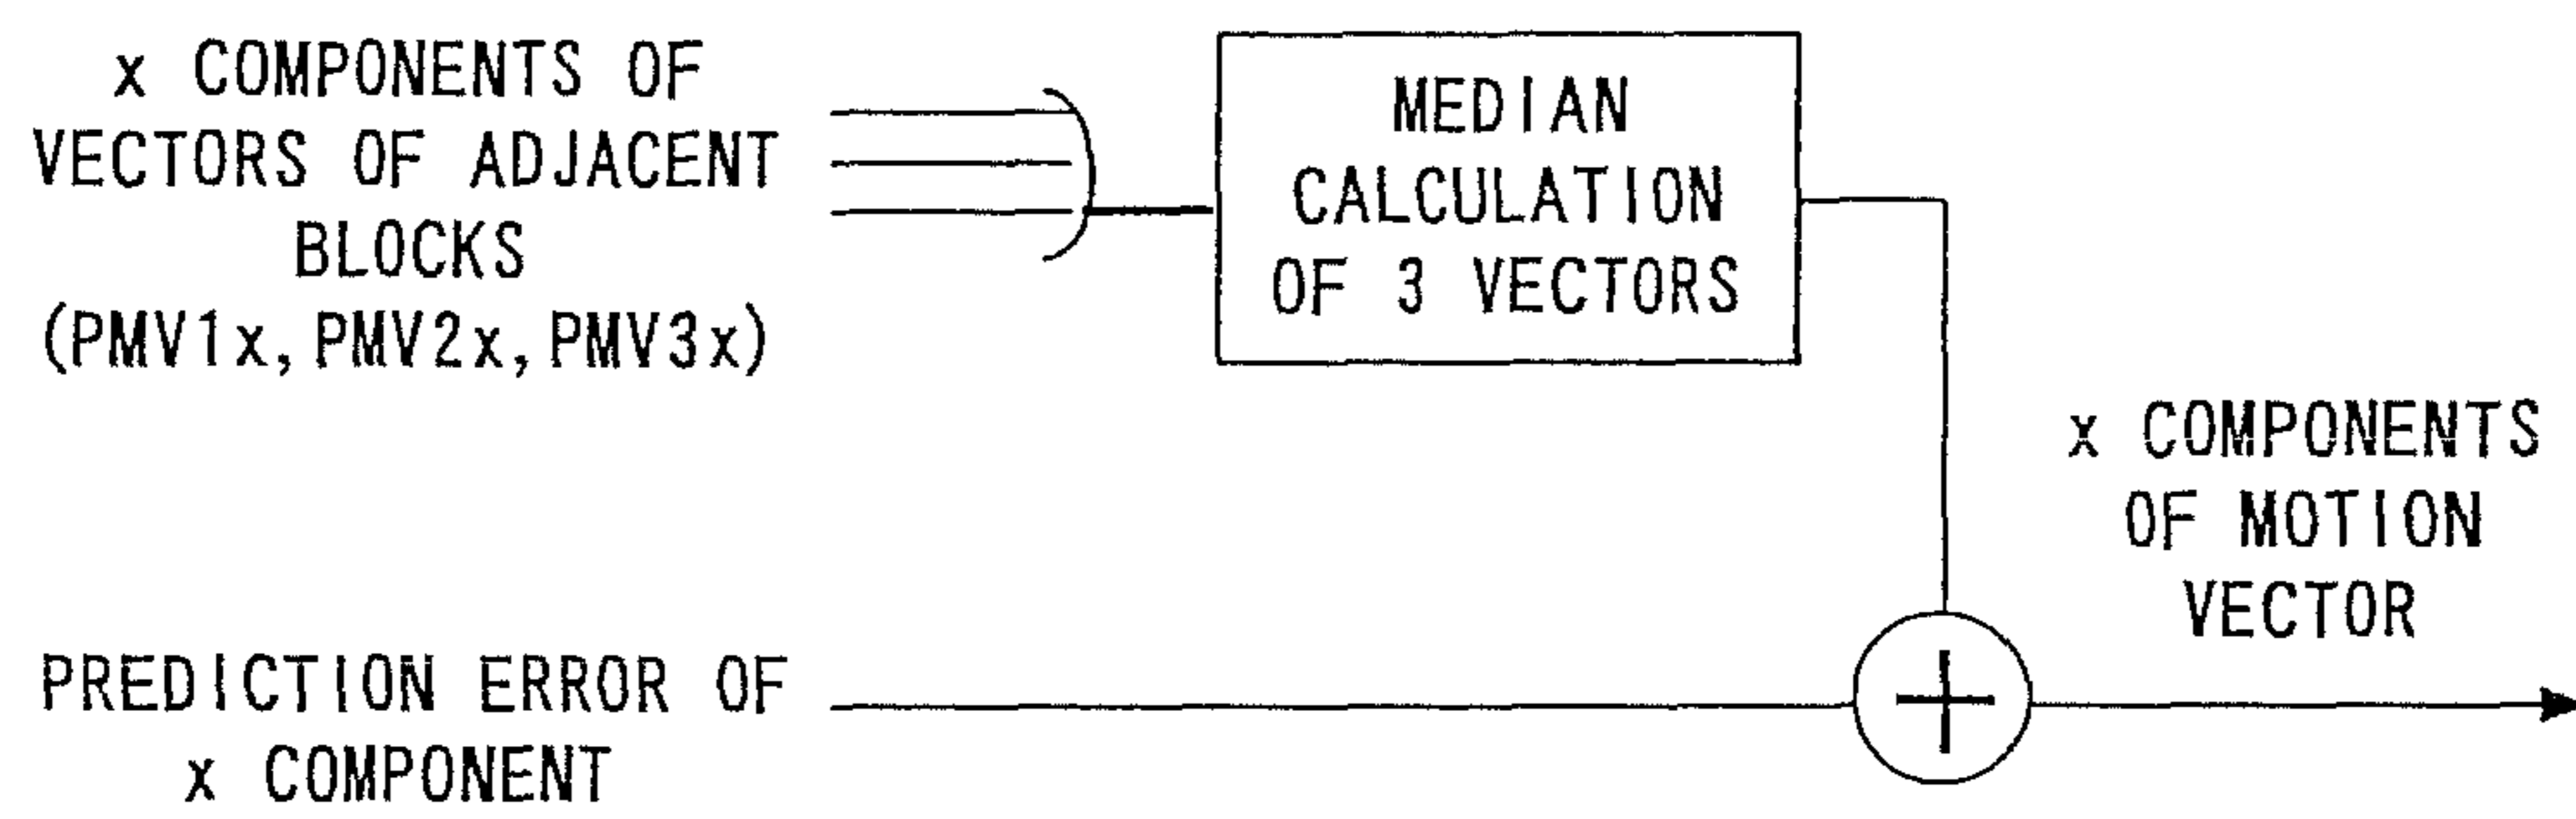 x COMPONENTS OF
VECTORS OF ADJACENT
BLOCKS
(PMV1x, PMV2x, PMV3x)
MEDIAN
CALCULATION
OF 3 VECTORS
x COMPONENTS
OF MOTION
VECTOR
PREDICTION ERROR OF
x COMPONENT
+